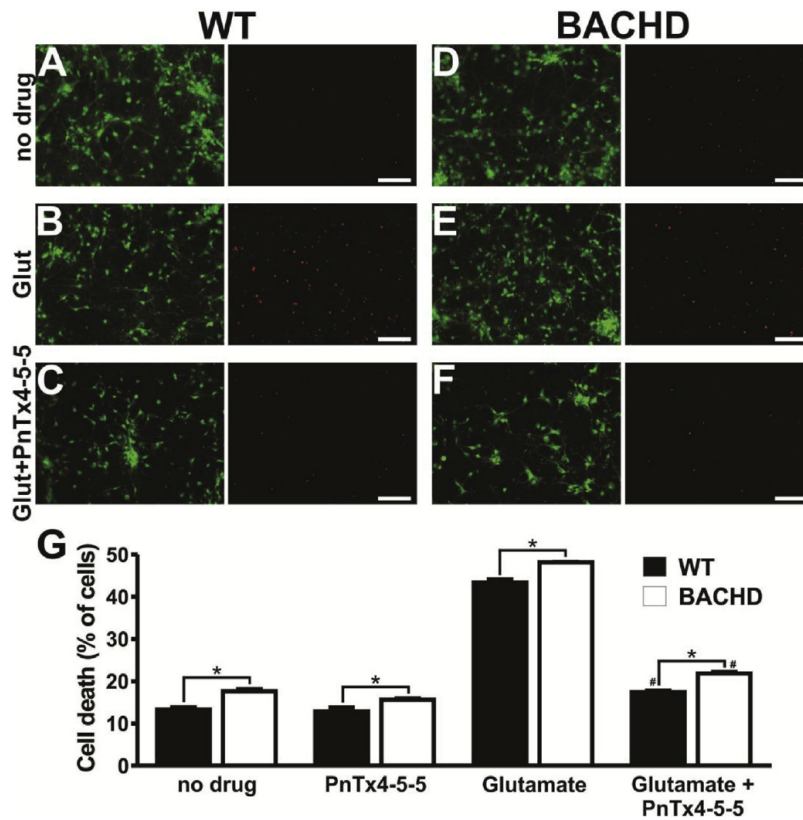 WT BACHD
no drug
A D
Glut
B E
Glut+PnTx4-5-5
C F
G
Cell death (% of cells)
50
40
30
20
10
0
* * * *
# #
WT
BACHD
no drug PnTx4-5-5 Glutamate Glutamate +
PnTx4-5-5